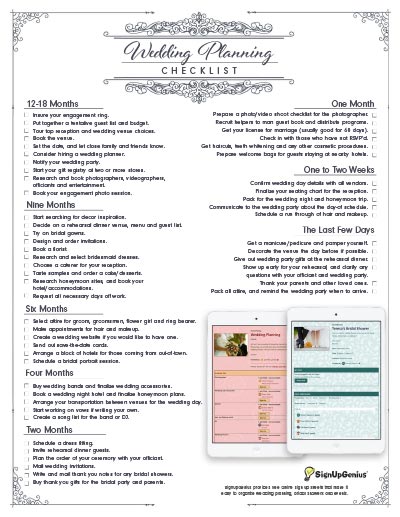 Wedding Planning
CHECKLIST
12-18 Months
Insure your engagement ring.
Put together a tentative guest list and budget.
Tour top reception and wedding venue choices.
Book the venue.
Set the date, and let close family and friends know.
Consider hiring a wedding planner.
Notify your wedding party.
Start your gift registry at two or more stores.
Research and book photographers, videographers,
officiants and entertainment.
Book your engagement photo session.
Nine Months
Start searching for decor inspiration.
Decide on a rehearsal dinner venue, menu and guest list.
Try on bridal gowns.
Design and order invitations.
Book a florist
Research and select bridesmaid dresses.
Choose a caterer for your reception.
Taste samples and order a cake/desserts.
Research honeymoon sites, and book your
hotel/accommodations.
Request all necessary days off work.
Six Months
Select attire for groom, groomsmen, flower girl and ring bearer.
Make appointments for hair and makeup.
Create a wedding website if you would like to have one.
Send out save-the-date cards.
Arrange a block of hotels for those coming from out-of-town.
Schedule a bridal portrait session.
Four Months
Buy wedding bands and finalize wedding accessories.
Book a wedding night hotel and finalize honeymoon plans.
Arrange your transportation between venues for the wedding day.
Start working on vows if writing your own.
Create a song list for the band or DJ.
Two Months
Schedule a dress fitting.
Invite rehearsal dinner guests.
Plan the order of your ceremony with your officiant.
Mail wedding invitations.
Write and mail thank you notes for any bridal showers.
Buy thank you gifts for the bridal party and parents.
One Month
Prepare a photo/video shoot checklist for the photographer.
Recruit helpers to man guest book and distribute programs.
Get your license for marriage (usually good for 60 days).
Check in with those who have not RSVP'd.
Get haircuts, teeth whitening and any other cosmetic procedures.
Prepare welcome bags for guests staying at nearby hotels.
One to Two Weeks
Confirm wedding day details with all vendors.
Finalize your seating chart for the reception.
Pack for the wedding night and honeymoon trip.
Communicate to the wedding party about the day-of schedule.
Schedule a run through of hair and makeup.
The Last Few Days
Get a manicure/pedicure and pamper yourself.
Decorate the venue the day before if possible.
Give out wedding party gifts at the rehearsal dinner.
Show up early for your rehearsal, and clarify any
questions with your officiant and wedding party.
Thank your parents and other loved ones.
Pack all attire, and remind the wedding party when to arrive.
Wedding Planning
Teresa's Bridal Shower
SignUpGenius
SignUpGenius provides free online sign up sheets that make it
easy to organize wedding planning, bridal showers and events.